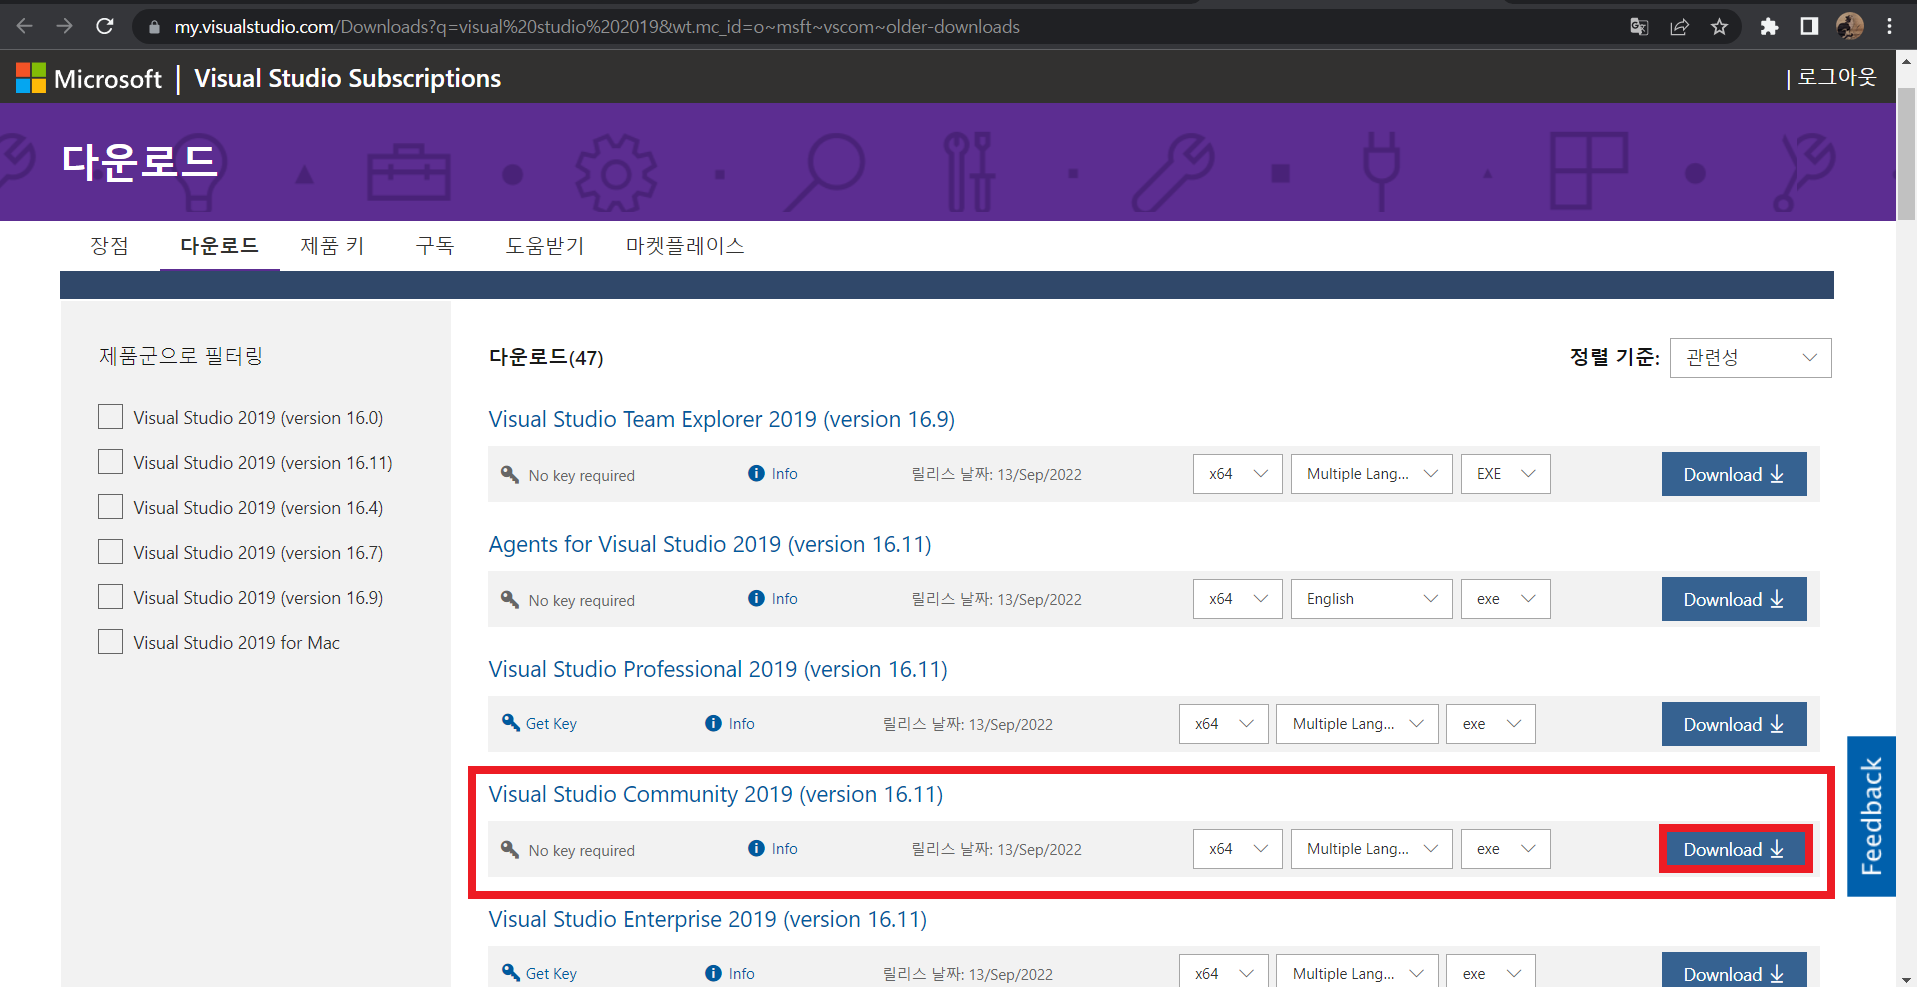 my.visualstudio.com/Downloads?q=visual%20studio%202019&wt.mc_id=o~msft~vscom~older-downloads
Microsoft | Visual Studio Subscriptions | 로그아웃
다운로드
장점 다운로드 제품 키 구독 도움받기 마켓플레이스
제품군으로 필터링
Visual Studio 2019 (version 16.0)
Visual Studio 2019 (version 16.11)
Visual Studio 2019 (version 16.4)
Visual Studio 2019 (version 16.7)
Visual Studio 2019 (version 16.9)
Visual Studio 2019 for Mac
다운로드(47) 정렬 기준: 관련성
Visual Studio Team Explorer 2019 (version 16.9)
No key required Info 릴리스 날짜: 13/Sep/2022 x64 Multiple Lang... EXE Download
Agents for Visual Studio 2019 (version 16.11)
No key required Info 릴리스 날짜: 13/Sep/2022 x64 English exe Download
Visual Studio Professional 2019 (version 16.11)
Get Key Info 릴리스 날짜: 13/Sep/2022 x64 Multiple Lang... exe Download
Visual Studio Community 2019 (version 16.11)
No key required Info 릴리스 날짜: 13/Sep/2022 x64 Multiple Lang... exe Download
Visual Studio Enterprise 2019 (version 16.11)
Get Key Info 릴리스 날짜: 13/Sep/2022 x64 Multiple Lang... exe Download
Feedback